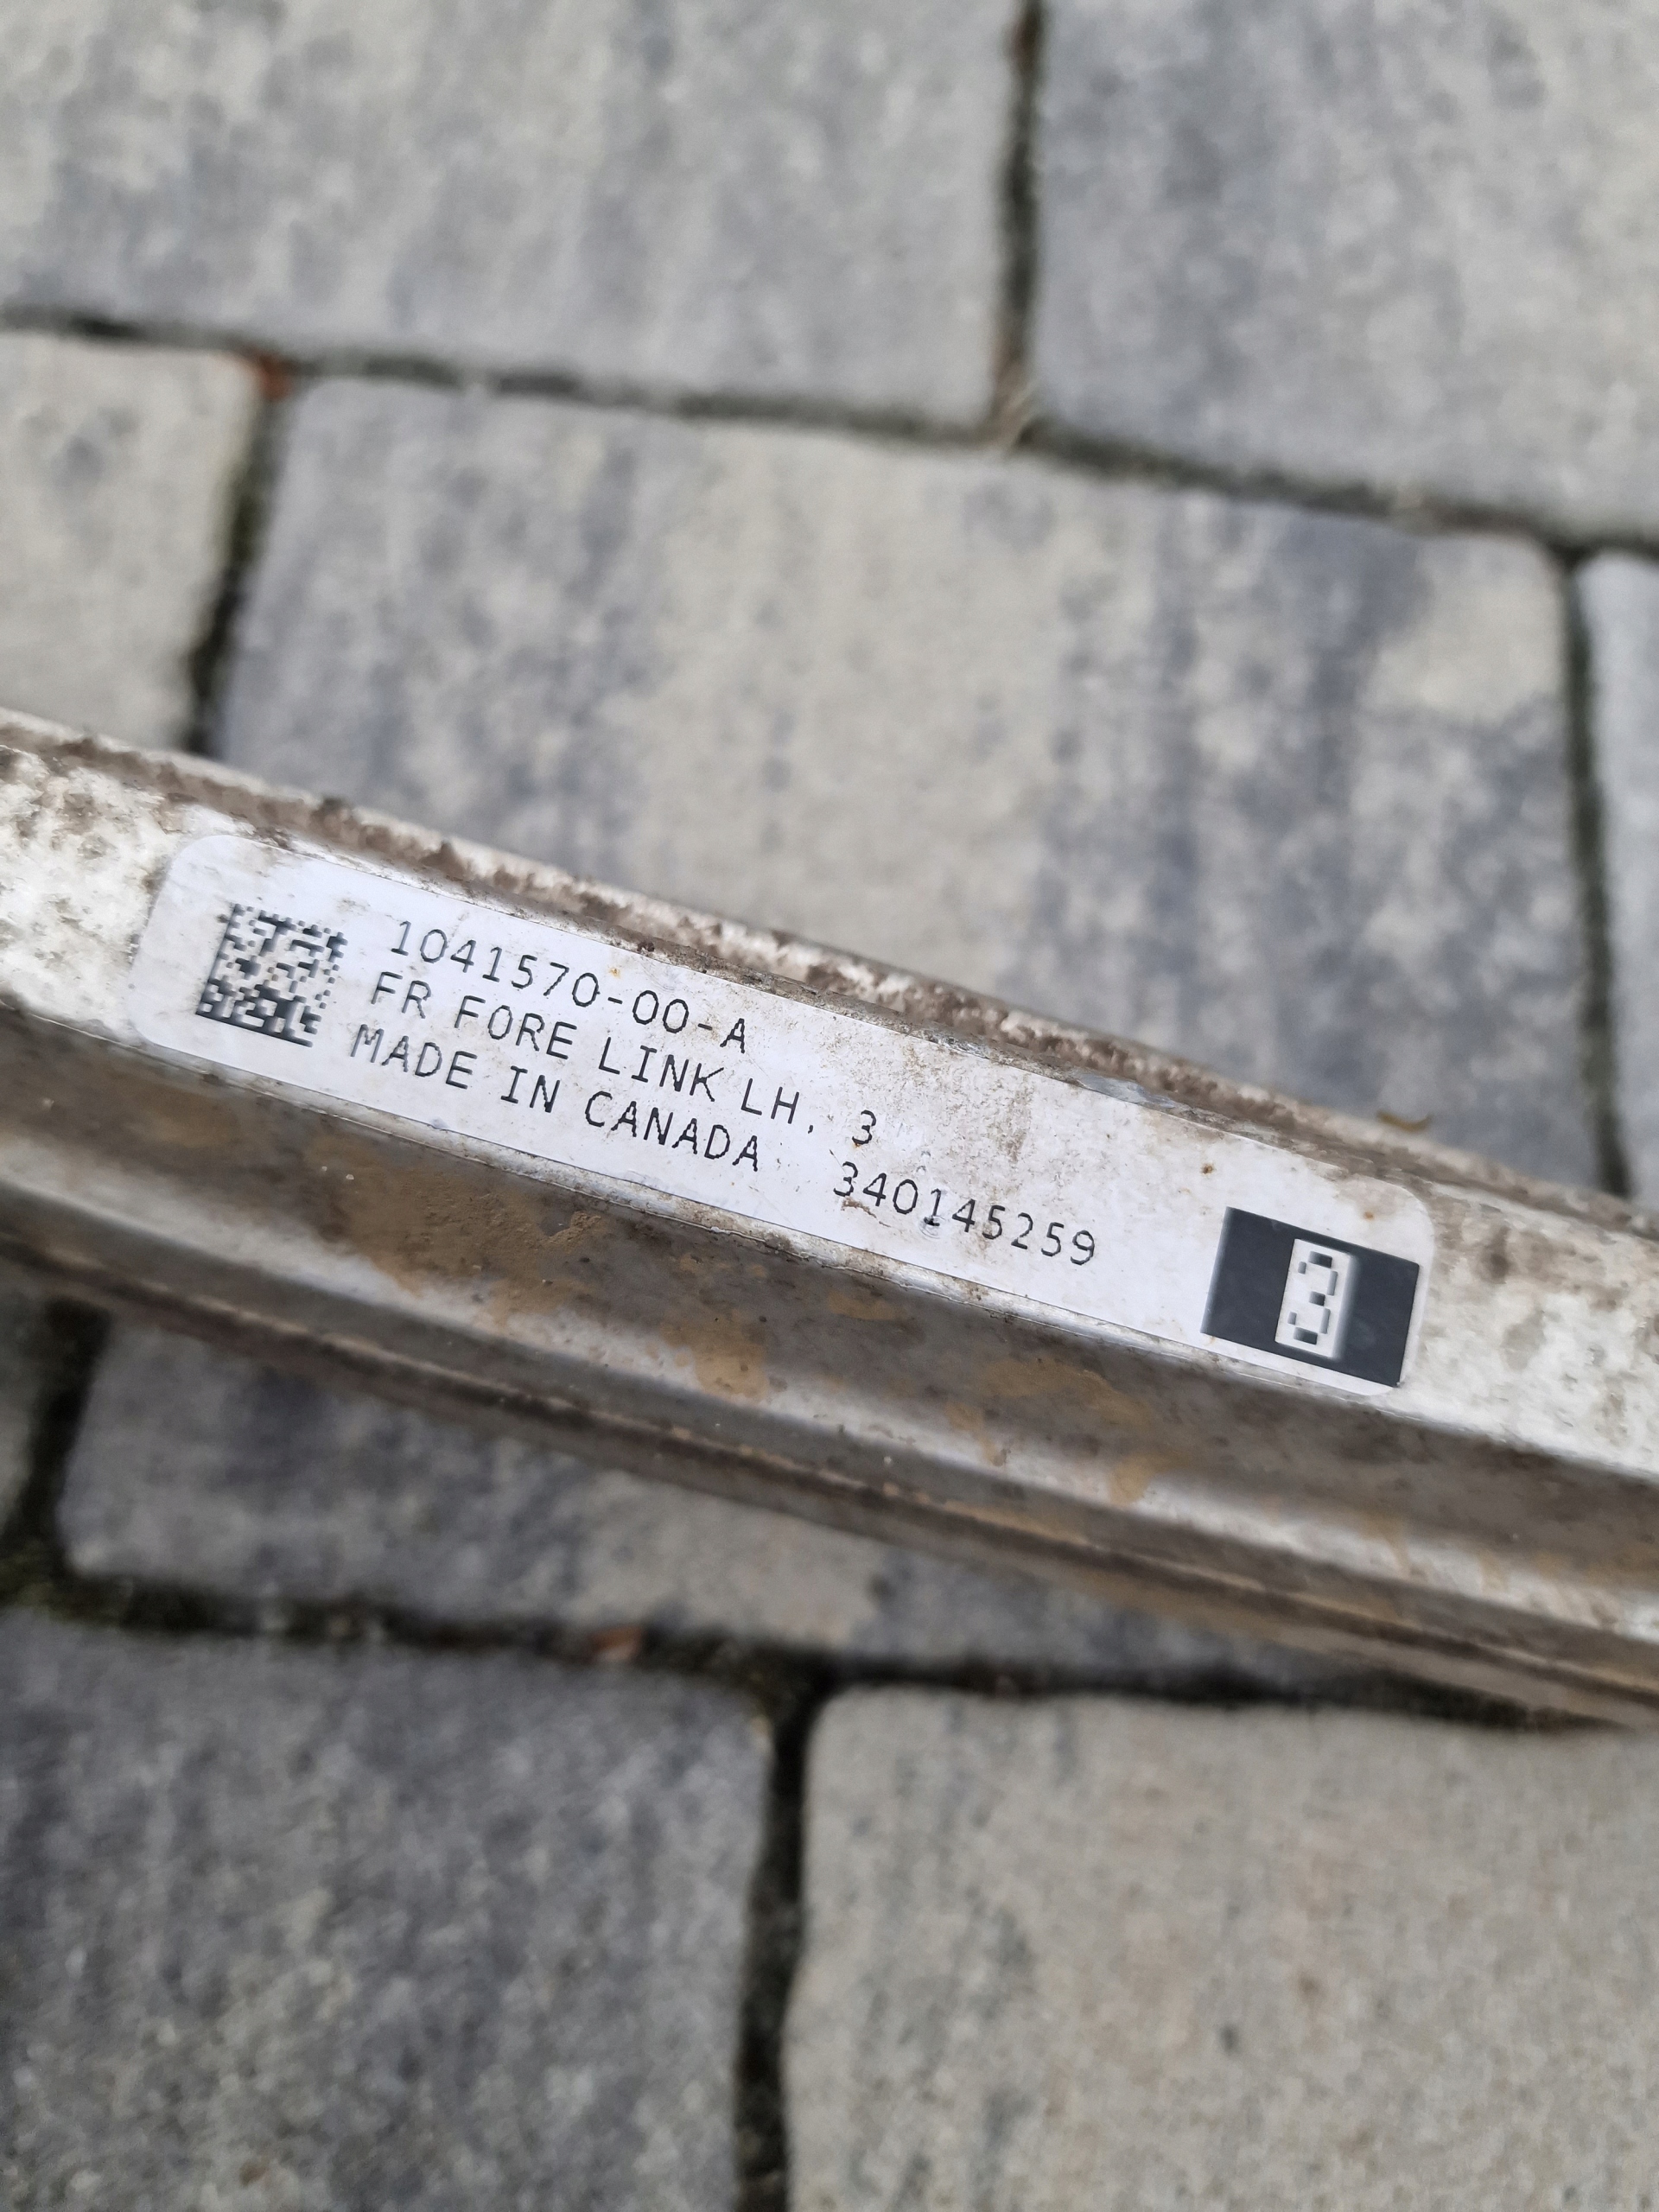 1041570-00-A
FR FORE LINK LH, 3
MADE IN CANADA 340145259